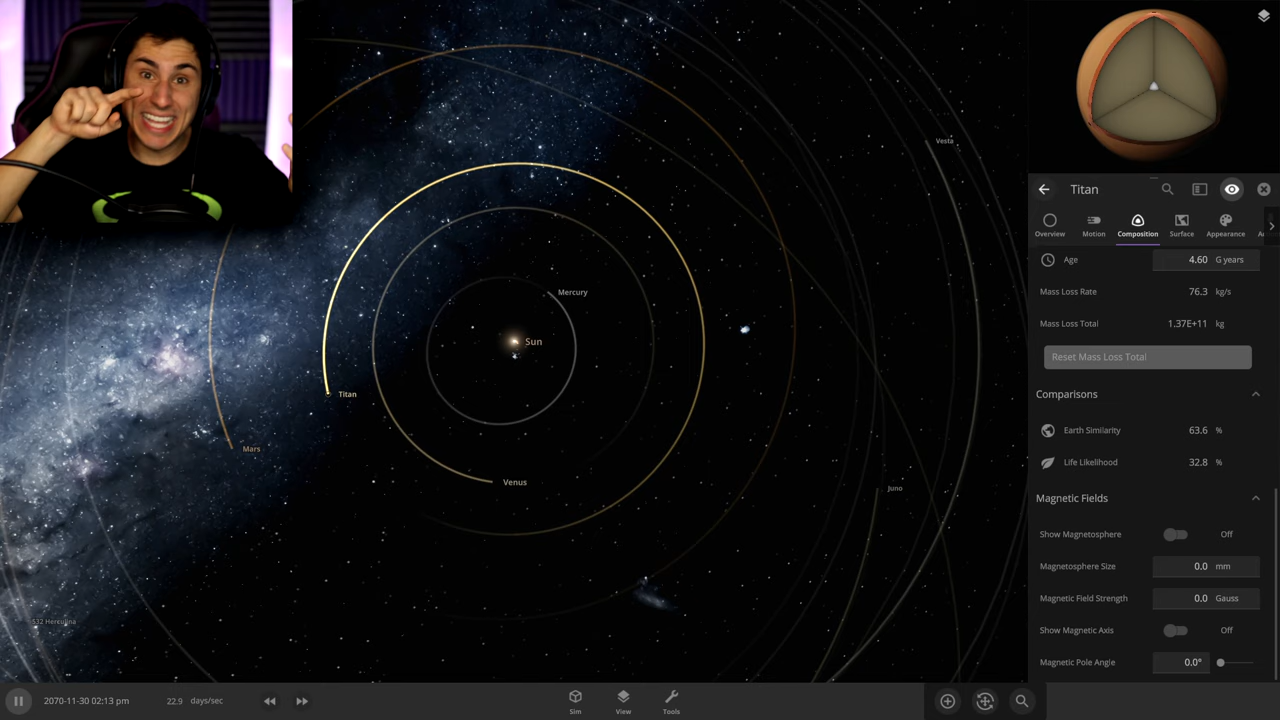 Vesta
Mercury
Sun
Titan
Mars
Venus
Juno
532 Herculina
Titan
Overview
Motion
Composition
Surface
Appearance
Age 4.60 G years
Mass Loss Rate 76.3 kg/s
Mass Loss Total 1.37E+11 kg
Reset Mass Loss Total
Comparisons
Earth Similarity 63.6 %
Life Likelihood 32.8 %
Magnetic Fields
Show Magnetosphere Off
Magnetosphere Size 0.0 mm
Magnetic Field Strength 0.0 Gauss
Show Magnetic Axis Off
Magnetic Pole Angle 0.0°
2070-11-30 02:13 pm 22.9 days/sec
Sim
View
Tools